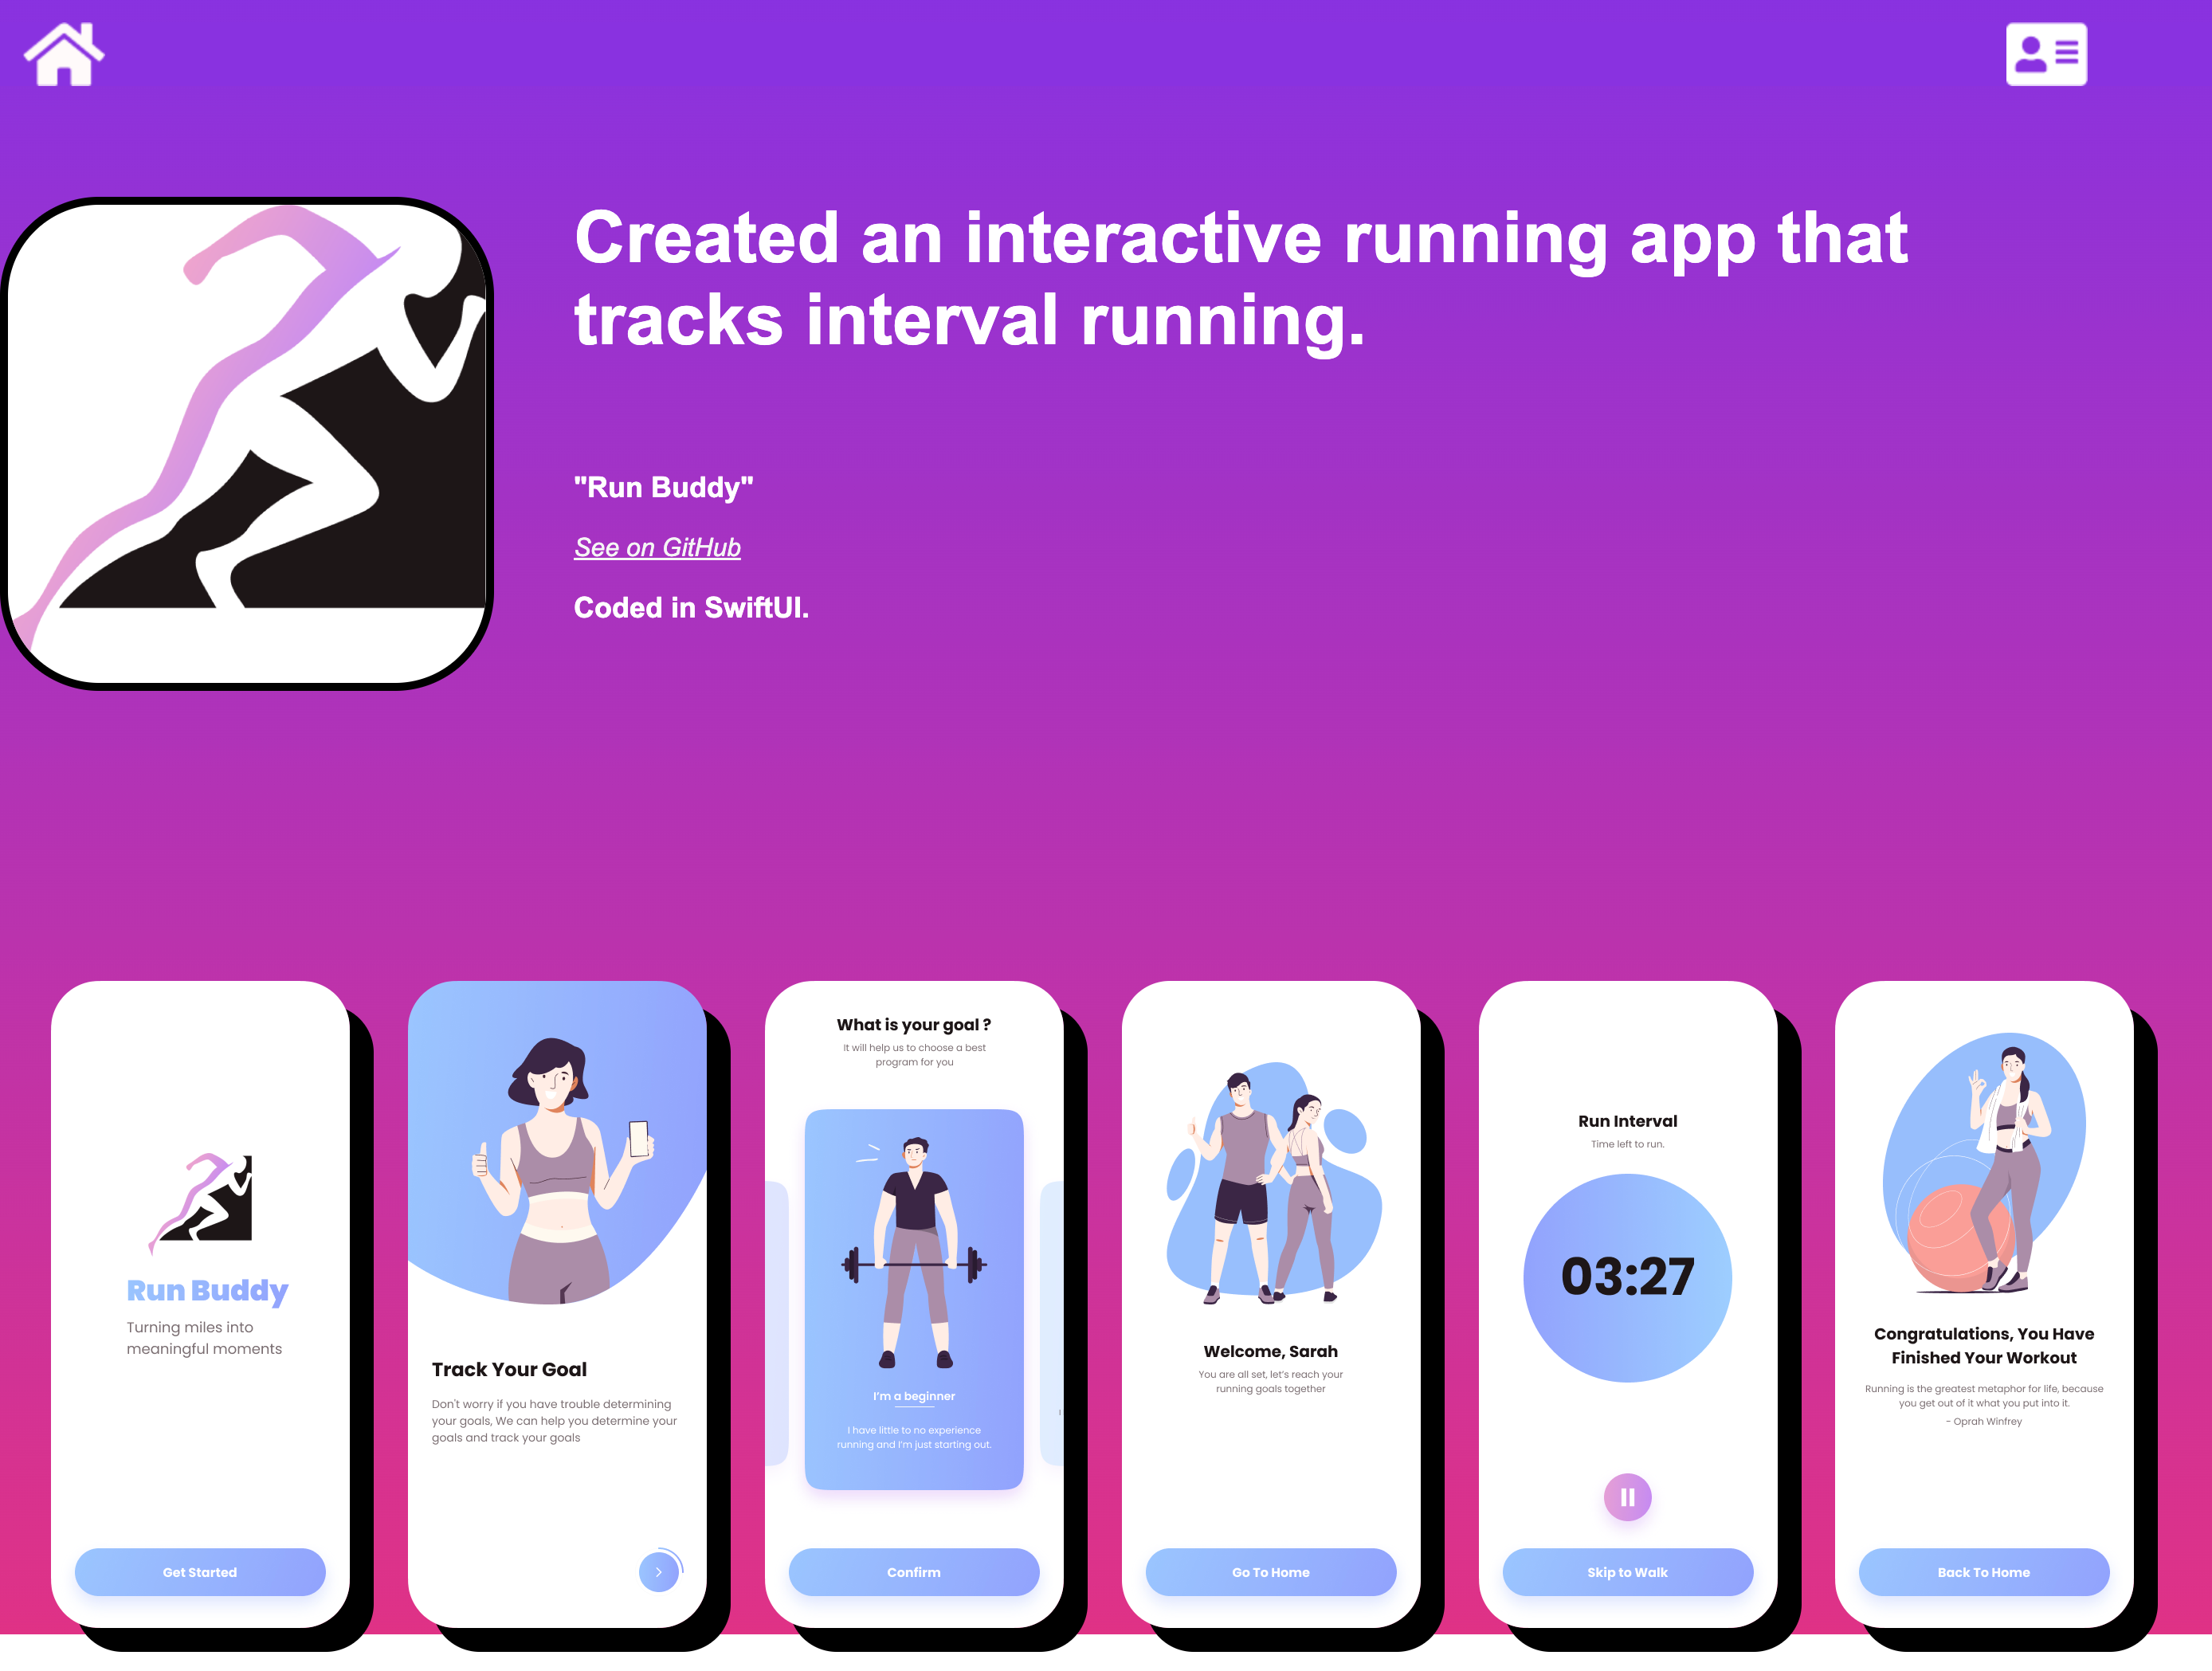 Created an interactive running app that
tracks interval running.
"Run Buddy"
See on GitHub
Coded in SwiftUI.
Run Buddy
Turning miles into
meaningful moments
Get Started
Track Your Goal
Don't worry if you have trouble determining
your goals, We can help you determine your
goals and track your goals
What is your goal ?
It will help us to choose a best
program for you
I'm a beginner
I have little to no experience
running and I'm just starting out.
Confirm
Welcome, Sarah
You are all set, let's reach your
running goals together
Go To Home
Run Interval
Time left to run.
03:27
Skip to Walk
Congratulations, You Have
Finished Your Workout
Running is the greatest metaphor for life, because
you get out of it what you put into it.
- Oprah Winfrey
Back To Home